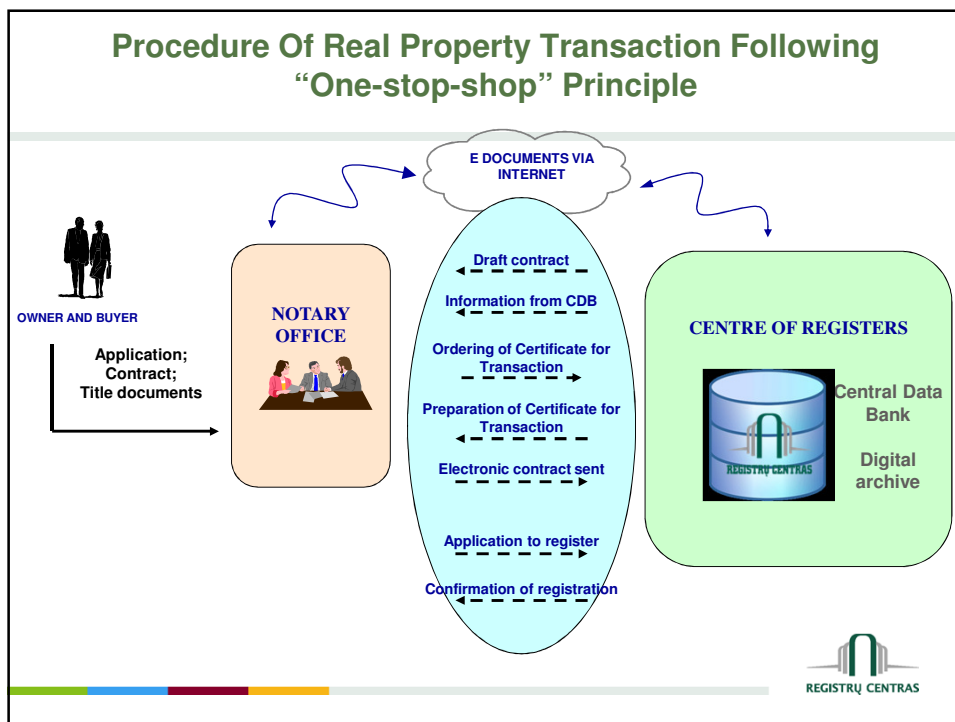 Procedure Of Real Property Transaction Following
“One-stop-shop” Principle
E DOCUMENTS VIA
INTERNET
OWNER AND BUYER
Application;
Contract;
Title documents
NOTARY
OFFICE
Draft contract
Information from CDB
Ordering of Certificate for
Transaction
Preparation of Certificate for
Transaction
Electronic contract sent
Application to register
Confirmation of registration
CENTRE OF REGISTERS
REGISTRŲ CENTRAS
Central Data
Bank
Digital
archive
REGISTRŲ CENTRAS